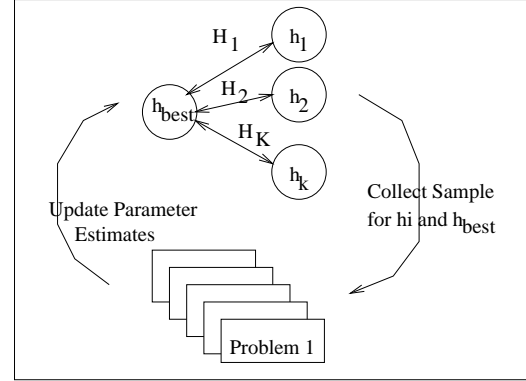 H1
h1
H2
h2
hbest
HK
hk
Update Parameter
Estimates
Collect Sample
for hi and hbest
Problem 1